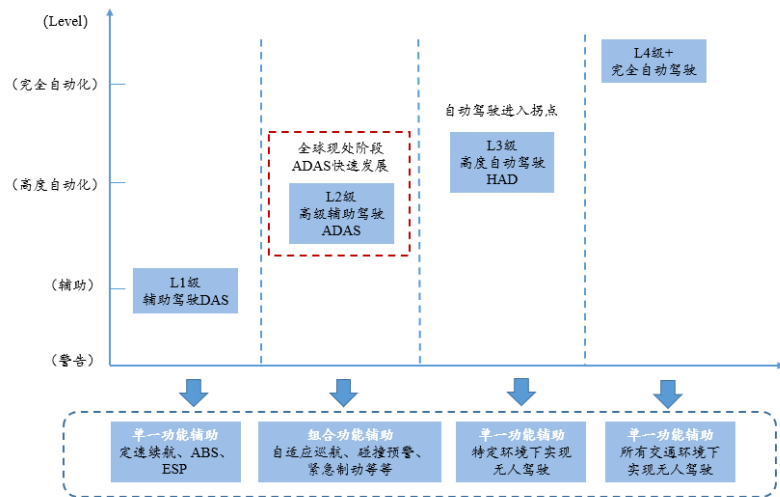 (Level)
（完全自动化）
（高度自动化）
（辅助）
（警告）
L1级
辅助驾驶DAS
全球现处阶段
ADAS快速发展
L2级
高级辅助驾驶
ADAS
自动驾驶进入拐点
L3级
高度自动驾驶
HAD
L4级+
完全自动驾驶
单一功能辅助
定速续航、ABS、
ESP
组合功能辅助
自适应巡航、碰撞预警、
紧急制动等等
单一功能辅助
特定环境下实现
无人驾驶
单一功能辅助
所有交通环境下
实现无人驾驶